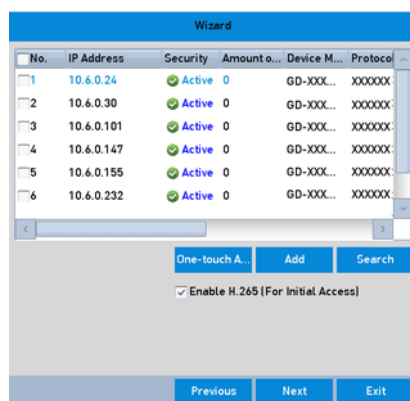 Wizard
No. IP Address Security Amount o... Device M... Protocol
1 10.6.0.24 Active 0 GD-XXX... XXXXXX
2 10.6.0.30 Active 0 GD-XXX... XXXXXX
3 10.6.0.101 Active 0 GD-XXX... XXXXXX
4 10.6.0.147 Active 0 GD-XXX... XXXXXX
5 10.6.0.155 Active 0 GD-XXX... XXXXXX
6 10.6.0.232 Active 0 GD-XXX... XXXXXX
One-touch A... Add Search
Enable H.265 (For Initial Access)
Previous Next Exit